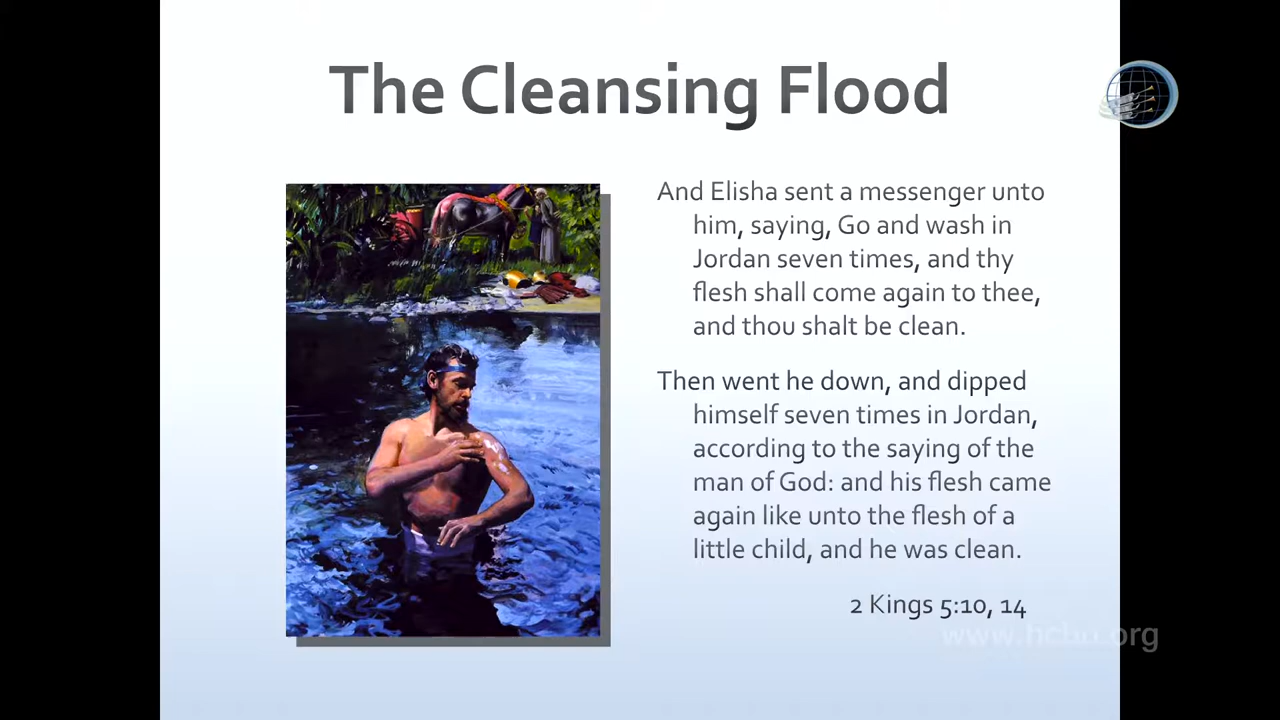 The Cleansing Flood
And Elisha sent a messenger unto
him, saying, Go and wash in
Jordan seven times, and thy
flesh shall come again to thee,
and thou shalt be clean.
Then went he down, and dipped
himself seven times in Jordan,
according to the saying of the
man of God: and his flesh came
again like unto the flesh of a
little child, and he was clean.
2 Kings 5:10, 14